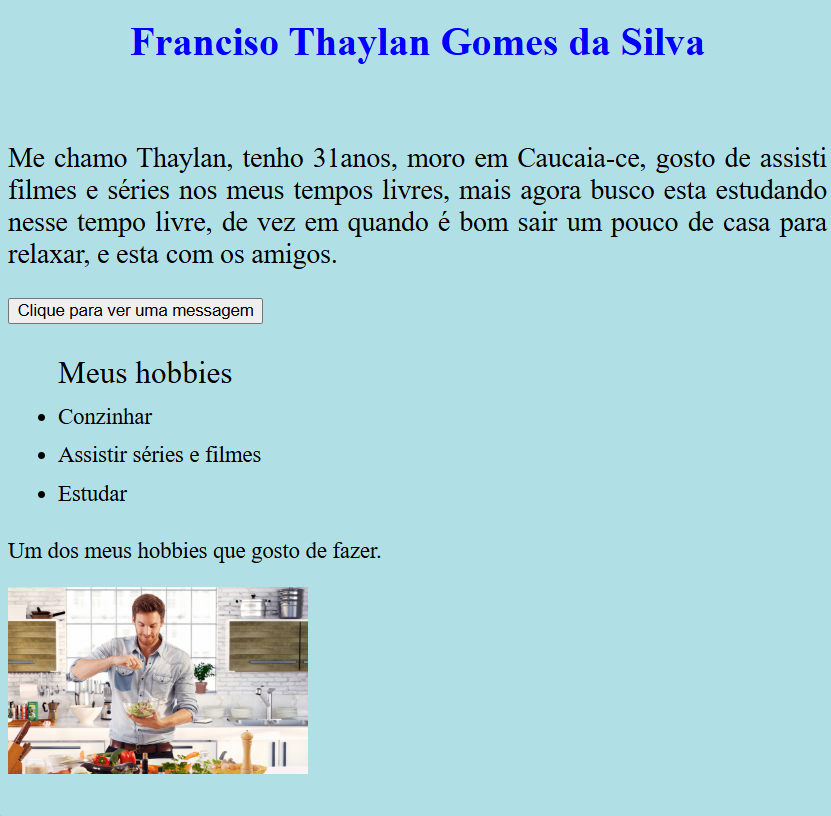 Franciso Thaylan Gomes da Silva
Me chamo Thaylan, tenho 31anos, moro em Caucaia-ce, gosto de assisti
filmes e séries nos meus tempos livres, mais agora busco esta estudando
nesse tempo livre, de vez em quando é bom sair um pouco de casa para
relaxar, e esta com os amigos.
Clique para ver uma messagem
Meus hobbies
Conzinhar
Assistir séries e filmes
Estudar
Um dos meus hobbies que gosto de fazer.